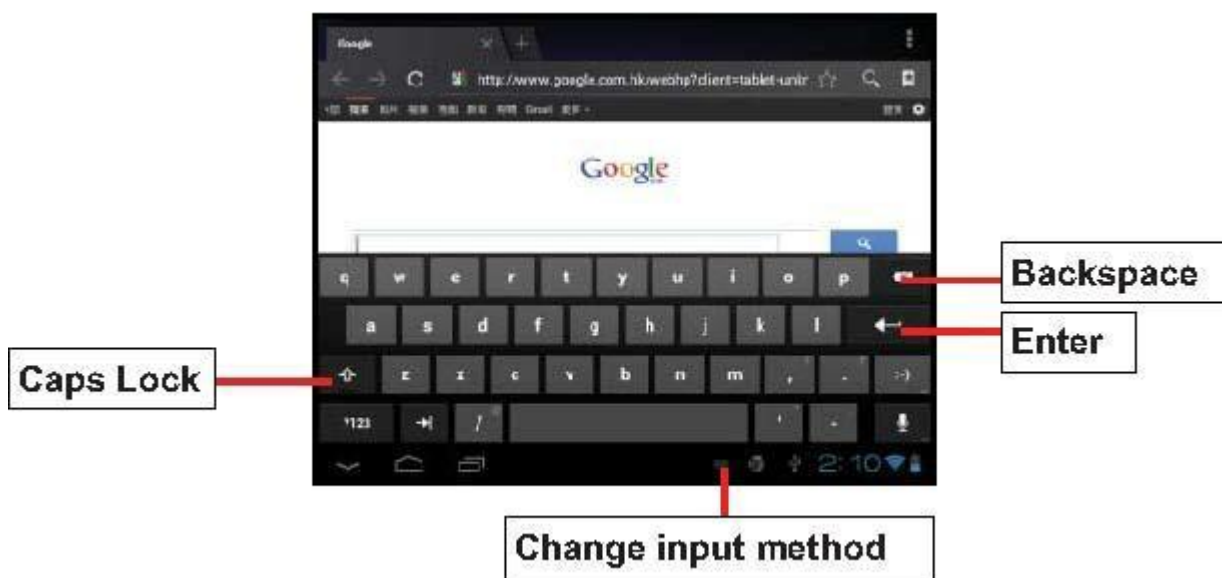 Google
http://www.google.com.hk/webhp?client=tablet-unkr
Gmail
Google
q w e r t y u i o p
Backspace
a s d f g h j k l
Enter
Caps Lock
z x c v b n m , . :-)
?123 / ' -
2:10
Change input method